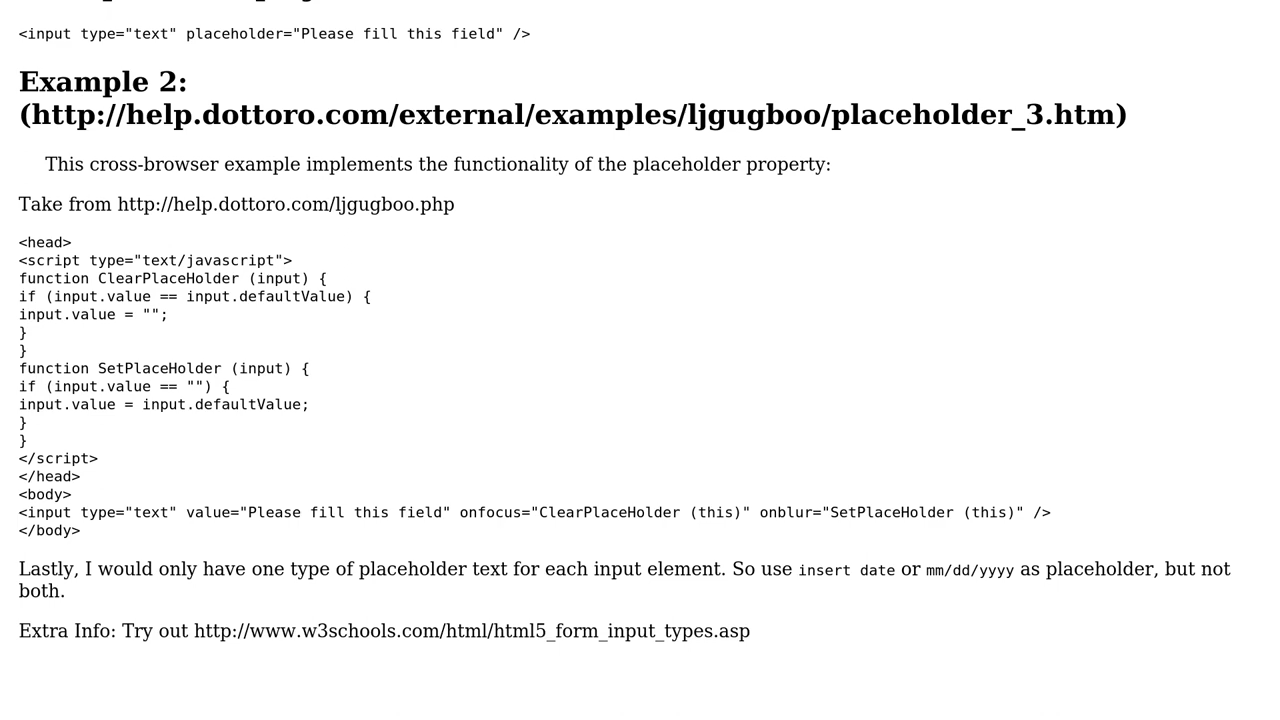 <input type="text" placeholder="Please fill this field" />
Example 2:
(http://help.dottoro.com/external/examples/ljgugboo/placeholder_3.htm)
This cross-browser example implements the functionality of the placeholder property:
Take from http://help.dottoro.com/ljgugboo.php
<head>
<script type="text/javascript">
function ClearPlaceHolder (input) {
if (input.value == input.defaultValue) {
input.value = "";
}
}
function SetPlaceHolder (input) {
if (input.value == "") {
input.value = input.defaultValue;
}
}
</script>
</head>
<body>
<input type="text" value="Please fill this field" onfocus="ClearPlaceHolder (this)" onblur="SetPlaceHolder (this)" />
</body>
Lastly, I would only have one type of placeholder text for each input element. So use insert date or mm/dd/yyyy as placeholder, but not
both.
Extra Info: Try out http://www.w3schools.com/html/html5_form_input_types.asp